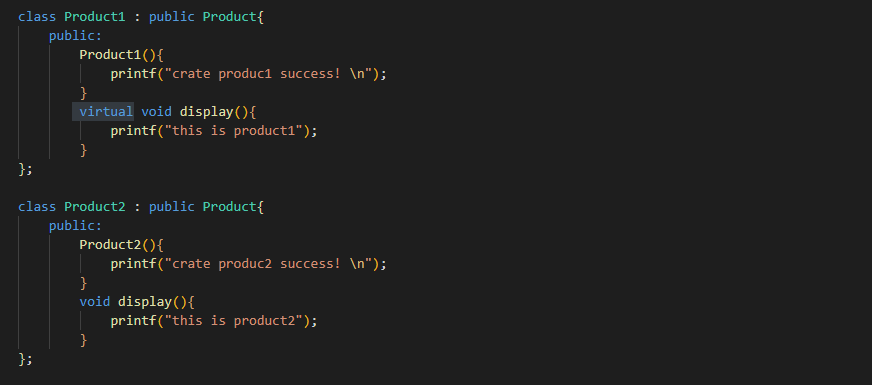 class Product1 : public Product{
public:
Product1(){
printf("crate produc1 success! \n");
}
virtual void display(){
printf("this is product1");
}
};
class Product2 : public Product{
public:
Product2(){
printf("crate produc2 success! \n");
}
void display(){
printf("this is product2");
}
};